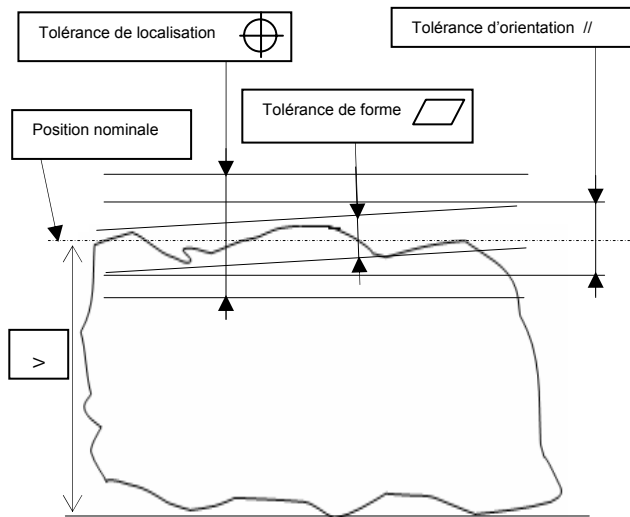 Tolérance de localisation
Tolérance d'orientation //
Tolérance de forme
Position nominale
>